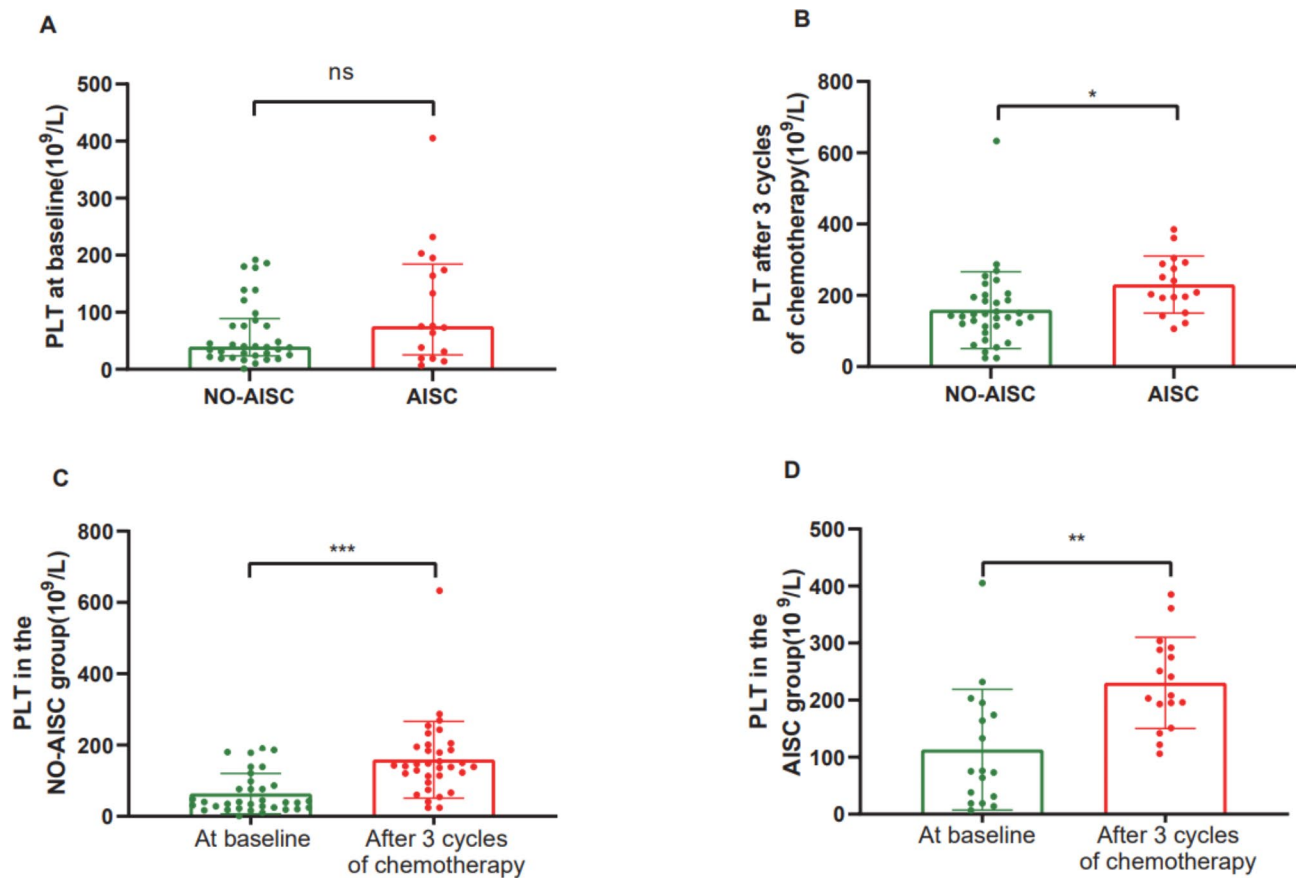 A
PLT at baseline(10⁹/L)
500
400
300
200
100
0
ns
NO-AISC
AISC
B
PLT after 3 cycles
of chemotherapy(10⁹/L)
800
600
400
200
0
*
NO-AISC
AISC
C
PLT in the
NO-AISC group(10⁹/L)
800
600
400
200
0
***
At baseline
After 3 cycles
of chemotherapy
D
PLT in the
AISC group(10 ⁹/L)
500
400
300
200
100
0
**
At baseline
After 3 cycles
of chemotherapy